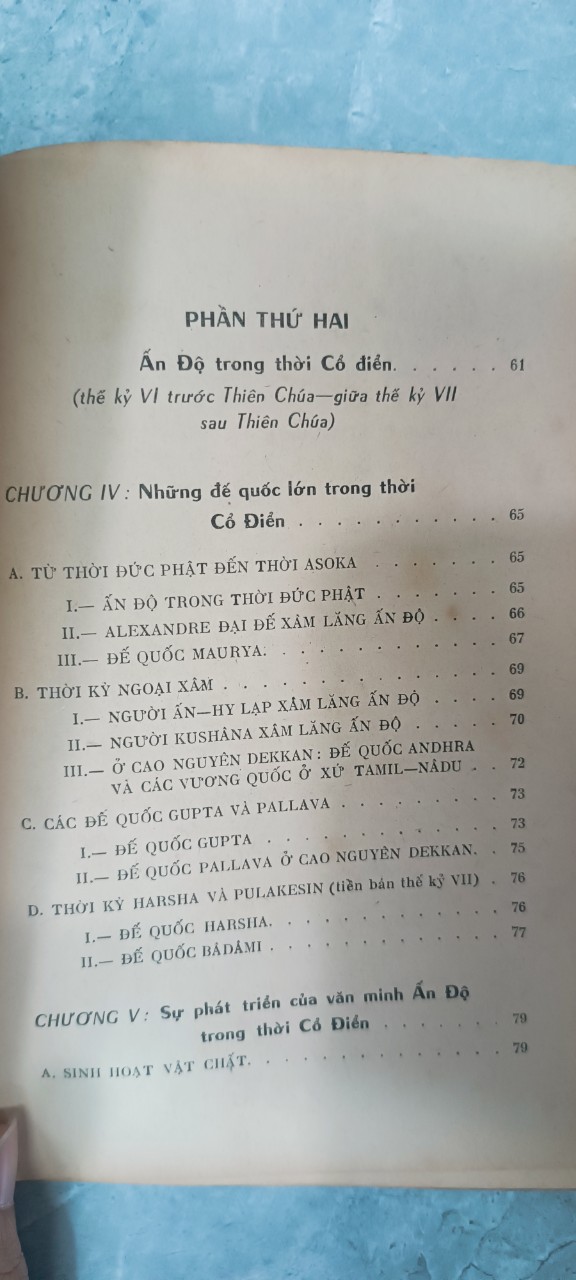 PHẦN THỨ HAI
Ấn Độ trong thời Cổ điển. . . . . . 61
(thế kỷ VI trước Thiên Chúa—giữa thế kỷ VII
sau Thiên Chúa)
CHƯƠNG IV : Những đế quốc lớn trong thời
Cổ Điển . . . . . . . . . . . 65
A. TỪ THỜI ĐỨC PHẬT ĐẾN THỜI ASOKA . . . . . . . 65
I.— ẤN ĐỘ TRONG THỜI ĐỨC PHẬT . . . . . . . 65
II.— ALEXANDRE ĐẠI ĐẾ XÂM LĂNG ẤN ĐỘ . . . . 66
III.— ĐẾ QUỐC MAURYA. . . . . . . . . . . 67
B. THỜI KỲ NGOẠI XÂM . . . . . . . . . . . . . 69
I.— NGƯỜI ẤN—HY LẠP XÂM LĂNG ẤN ĐỘ . . . . 69
II.— NGƯỜI KUSHÂNA XÂM LĂNG ẤN ĐỘ . . . . . 70
III.— Ở CAO NGUYÊN DEKKAN : ĐẾ QUỐC ANDHRA
VÀ CÁC VƯƠNG QUỐC Ở XỨ TAMIL—NÂDU . . 72
C. CÁC ĐẾ QUỐC GUPTA VÀ PALLAVA . . . . . . . . 73
I.— ĐẾ QUỐC GUPTA . . . . . . . . . . . 73
II.— ĐẾ QUỐC PALLAVA Ở CAO NGUYÊN DEKKAN. . 75
D. THỜI KỲ HARSHA VÀ PULAKESIN (tiền bán thế kỷ VII) . 76
I.— ĐẾ QUỐC HARSHA. . . . . . . . . . . 76
II.— ĐẾ QUỐC BÂDÂMI . . . . . . . . . . . 77
CHƯƠNG V : Sự phát triển của văn minh Ấn Độ
trong thời Cổ Điển . . . . . . . 79
A. SINH HOẠT VẬT CHẤT. . . . . . . . . . . . 79